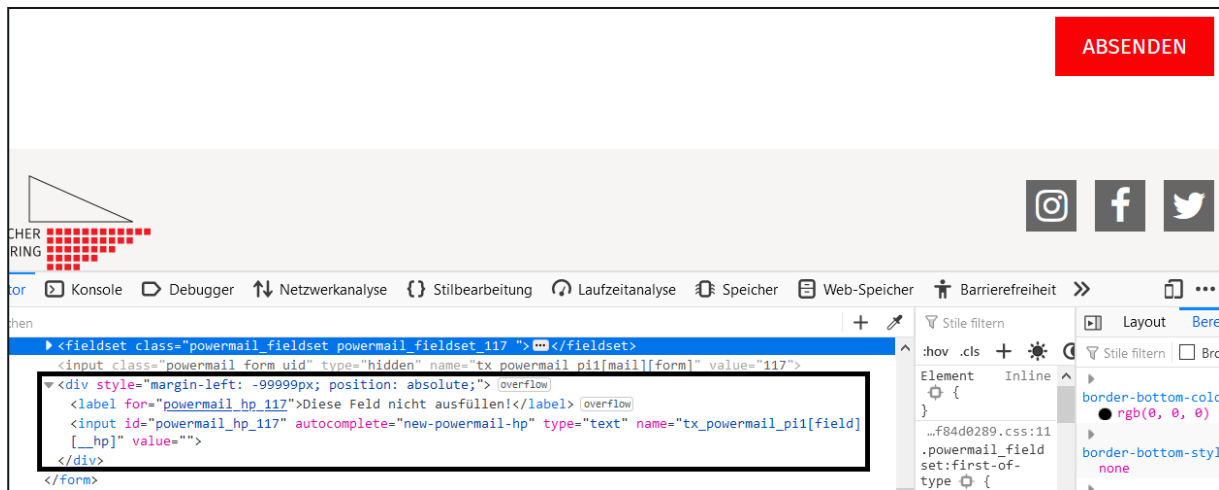 ABSENDEN
CHER
RING
tor Konsole Debugger Netzwerkanalyse {} Stilbearbeitung Laufzeitanalyse Speicher Web-Speicher Barrierefreiheit
chen + Stile filtern Layout Bere
<fieldset class="powermail_fieldset powermail_fieldset_117 ">…</fieldset> :hov .cls + Stile filtern Bro
<input class="powermail_form_uid" type="hidden" name="tx_powermail_pi1[mail][form]" value="117">
<div style="margin-left: -99999px; position: absolute;"> overflow
<label for="powermail_hp_117">Diese Feld nicht ausfüllen!</label> overflow
<input id="powermail_hp_117" autocomplete="new-powermail-hp" type="text" name="tx_powermail_pi1[field]
[__hp]" value="">
</div>
</form>
Element Inline
{
}
…f84d0289.css:11
.powermail_field
set:first-of-
type {
border-bottom-colo
rgb(0, 0, 0)
border-bottom-styl
none